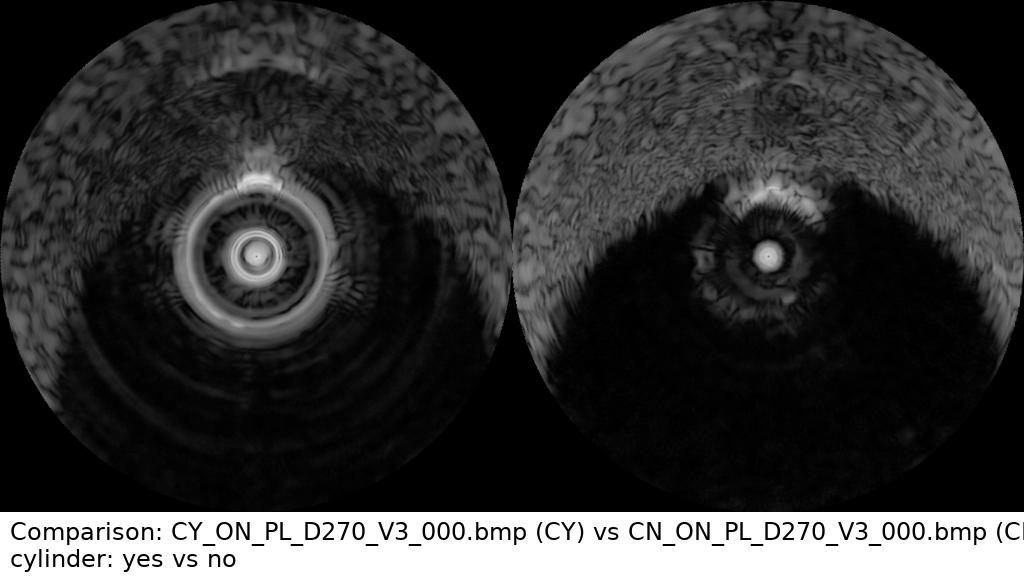 Comparison: CY_ON_PL_D270_V3_000.bmp (CY) vs CN_ON_PL_D270_V3_000.bmp (C
cylinder: yes vs no